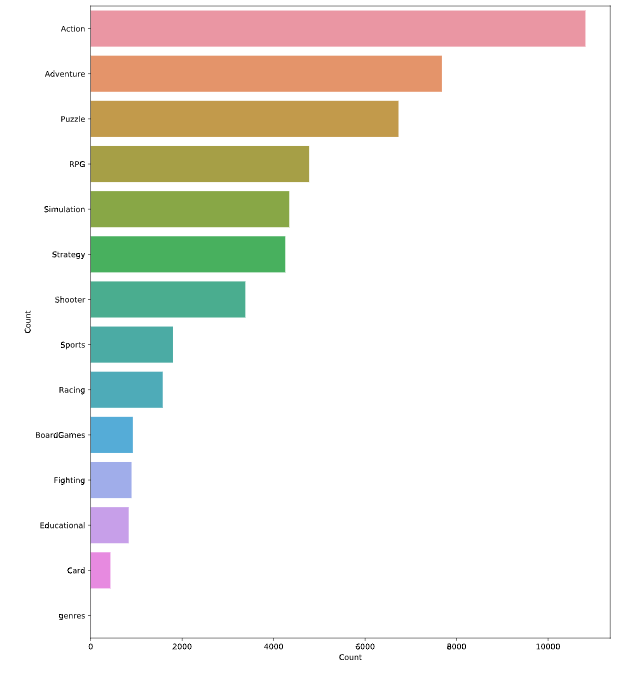 Action
Adventure
Puzzle
RPG
Simulation
Strategy
Shooter
Sports
Racing
BoardGames
Fighting
Educational
Card
genres
Count
0 2000 4000 6000 8000 10000
Count